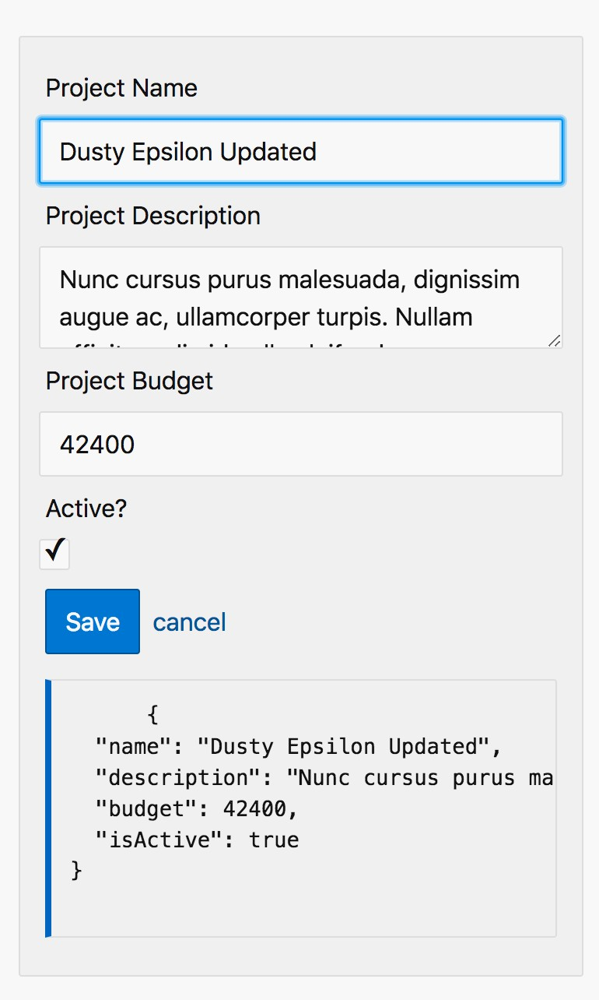 Project Name
Dusty Epsilon Updated
Project Description
Nunc cursus purus malesuada, dignissim
augue ac, ullamcorper turpis. Nullam
Project Budget
42400
Active?
Save cancel
{
"name": "Dusty Epsilon Updated",
"description": "Nunc cursus purus ma
"budget": 42400,
"isActive": true
}